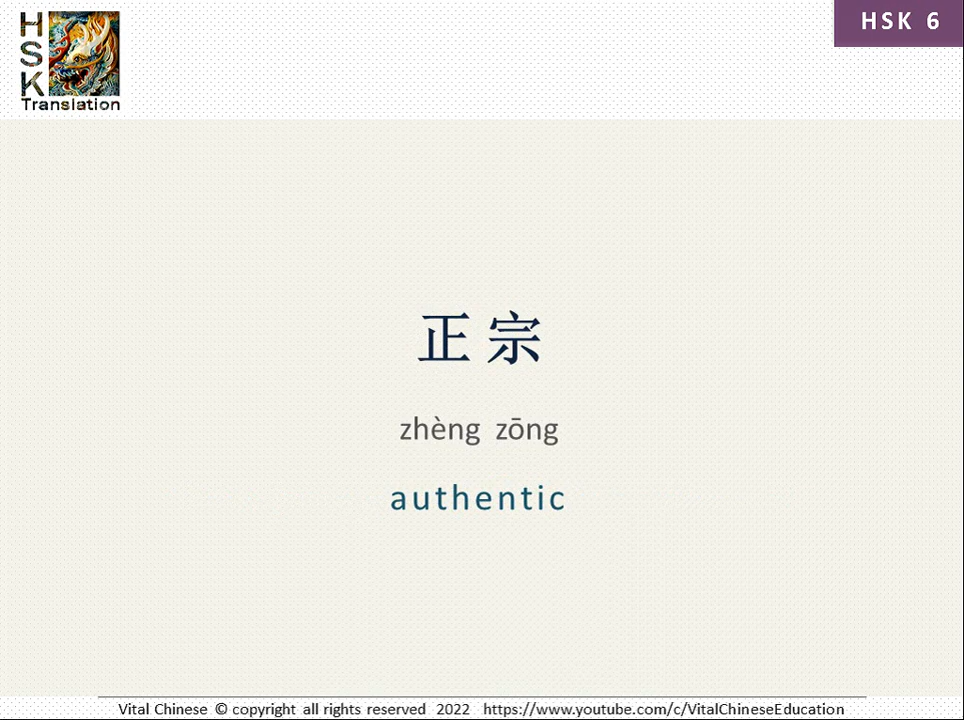 HSK
Translation
HSK 6
正宗
zhèng zōng
authentic
Vital Chinese © copyright all rights reserved 2022 https://www.youtube.com/c/VitalChineseEducation